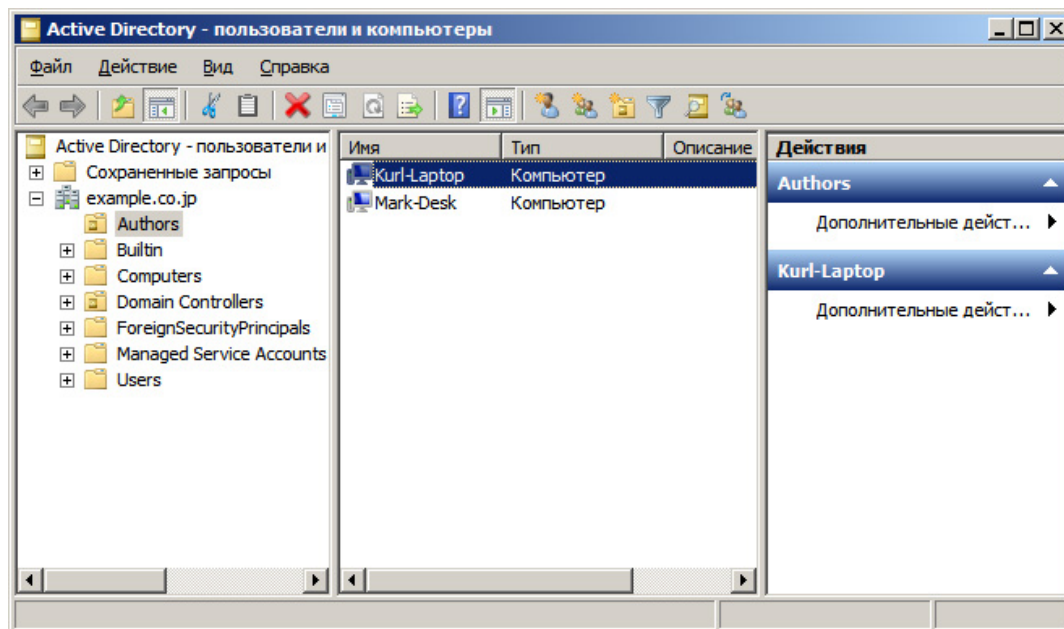 Active Directory - пользователи и компьютеры
Файл Действие Вид Справка
Active Directory - пользователи и
Сохраненные запросы
example.co.jp
Authors
Builtin
Computers
Domain Controllers
ForeignSecurityPrincipals
Managed Service Accounts
Users
Имя Тип Описание
Kurl-Laptop Компьютер
Mark-Desk Компьютер
Действия
Authors
Дополнительные дейст...
Kurl-Laptop
Дополнительные дейст...